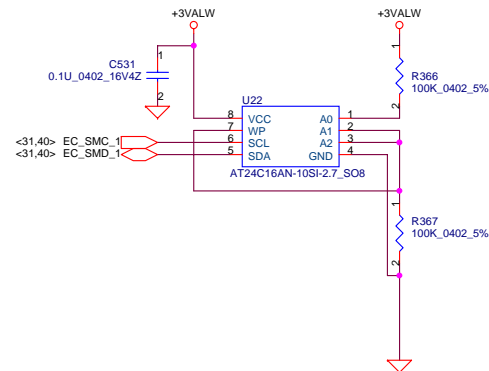 +3VALW
+3VALW
C531
0.1U_0402_16V4Z
1
2
1
R366
100K_0402_5%
2
U22
8 VCC A0 1
7 WP A1 2
6 SCL A2 3
5 SDA GND 4
<31,40> EC_SMC_1
<31,40> EC_SMD_1
AT24C16AN-10SI-2.7_SO8
1
R367
100K_0402_5%
2